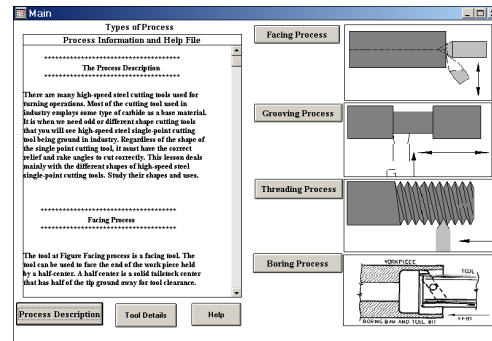 Main
Types of Process
Process Information and Help File
************************************
The Process Description
************************************
There are many high-speed steel cutting tools used for
turning operations. Most of the cutting tool used in
industry employs some type of carbide as a base material.
It is when we need odd or different shape cutting tools
that you will see high-speed steel single-point cutting
tool being ground in industry. Regardless of the shape of
the single point cutting tool, it must have the correct
relief and rake angles to cut correctly. This lesson deals
mainly with the different shapes of high-speed steel
single-point cutting tools. Study their shapes and uses.
************************************
Facing Process
************************************
The tool at Figure Facing process is a facing tool. The
tool can be used to face the end of the work piece held
by a half-center. A half center is a solid tailstock center
that has half of the tip ground away for tool clearance.
Process Description
Tool Details
Help
Facing Process
Grooving Process
Threading Process
Boring Process
WORKPIECE
TOOL
FEED
BORING BAR AND TOOL BIT